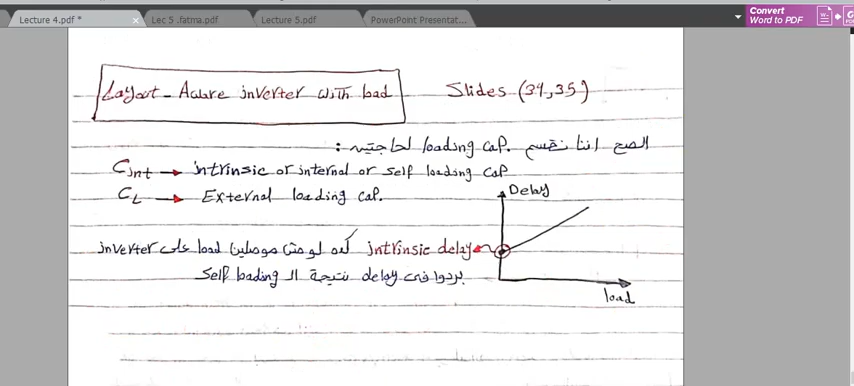 Lecture 4.pdf *
Lec 5 .fatma.pdf
Lecture 5.pdf
PowerPoint Presentat...
Convert
Word to PDF
Layout-Aware inverter with load
Slides (34,35)
الصح اننا نقسم loading cap. لحاجتين :
Cint → intrinsic or internal or self loading cap
CL → External loading cap.
Delay
intrinsic delay كده لو مش موصلين load على inverter
بردوا فى delay نتيجة الـ Self loading
load